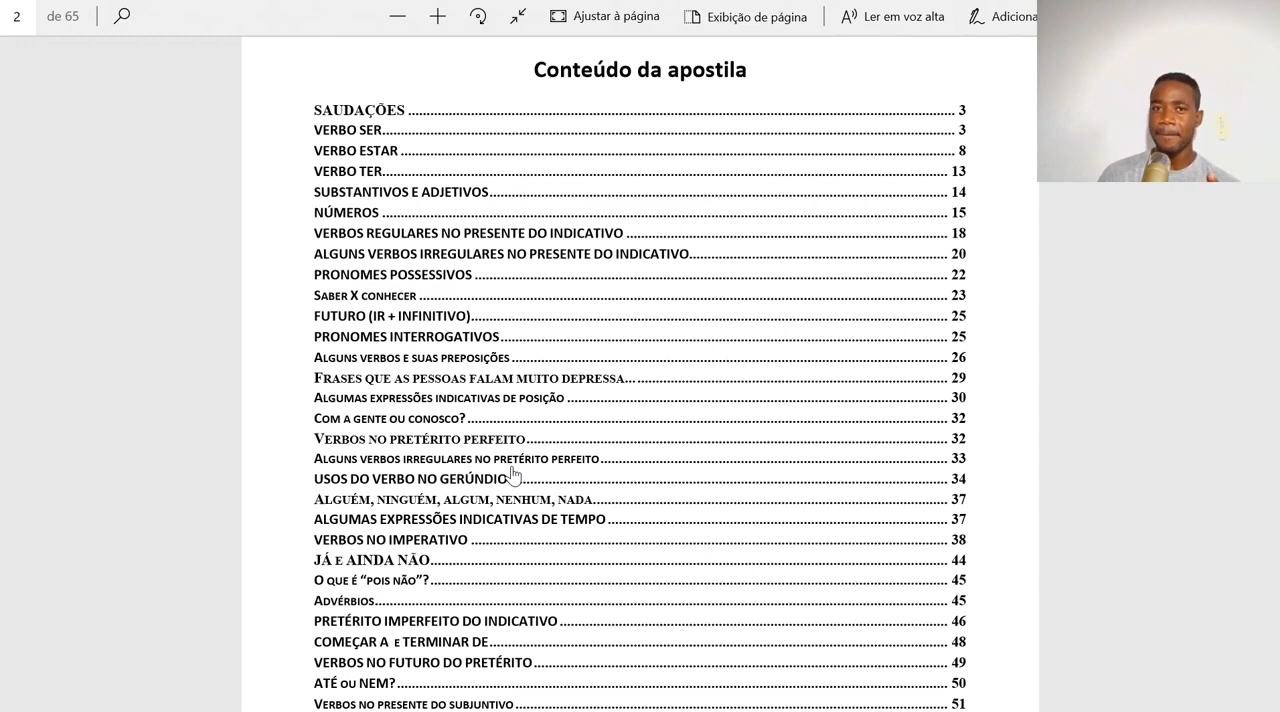 2 de 65 Ajustar à página Exibição de página Ler em voz alta Adiciona
Conteúdo da apostila
SAUDAÇÕES ........ 3
VERBO SER........ 3
VERBO ESTAR ........ 8
VERBO TER........ 13
SUBSTANTIVOS E ADJETIVOS........ 14
NÚMEROS ........ 15
VERBOS REGULARES NO PRESENTE DO INDICATIVO ........ 18
ALGUNS VERBOS IRREGULARES NO PRESENTE DO INDICATIVO........ 20
PRONOMES POSSESSIVOS ........ 22
SABER X CONHECER ........ 23
FUTURO (IR + INFINITIVO)........ 25
PRONOMES INTERROGATIVOS........ 25
ALGUNS VERBOS E SUAS PREPOSIÇÕES ........ 26
FRASES QUE AS PESSOAS FALAM MUITO DEPRESSA... ........ 29
ALGUMAS EXPRESSÕES INDICATIVAS DE POSIÇÃO ........ 30
COM A GENTE OU CONOSCO? ........ 32
VERBOS NO PRETÉRITO PERFEITO........ 32
ALGUNS VERBOS IRREGULARES NO PRETÉRITO PERFEITO........ 33
USOS DO VERBO NO GERÚNDIO ........ 34
ALGUÉM, NINGUÉM, ALGUM, NENHUM, NADA........ 37
ALGUMAS EXPRESSÕES INDICATIVAS DE TEMPO ........ 37
VERBOS NO IMPERATIVO ........ 38
JÁ E AINDA NÃO........ 44
O QUE É “POIS NÃO”? ........ 45
ADVÉRBIOS........ 45
PRETÉRITO IMPERFEITO DO INDICATIVO ........ 46
COMEÇAR A E TERMINAR DE........ 48
VERBOS NO FUTURO DO PRETÉRITO ........ 49
ATÉ OU NEM? ........ 50
VERBOS NO PRESENTE DO SUBJUNTIVO ........ 51